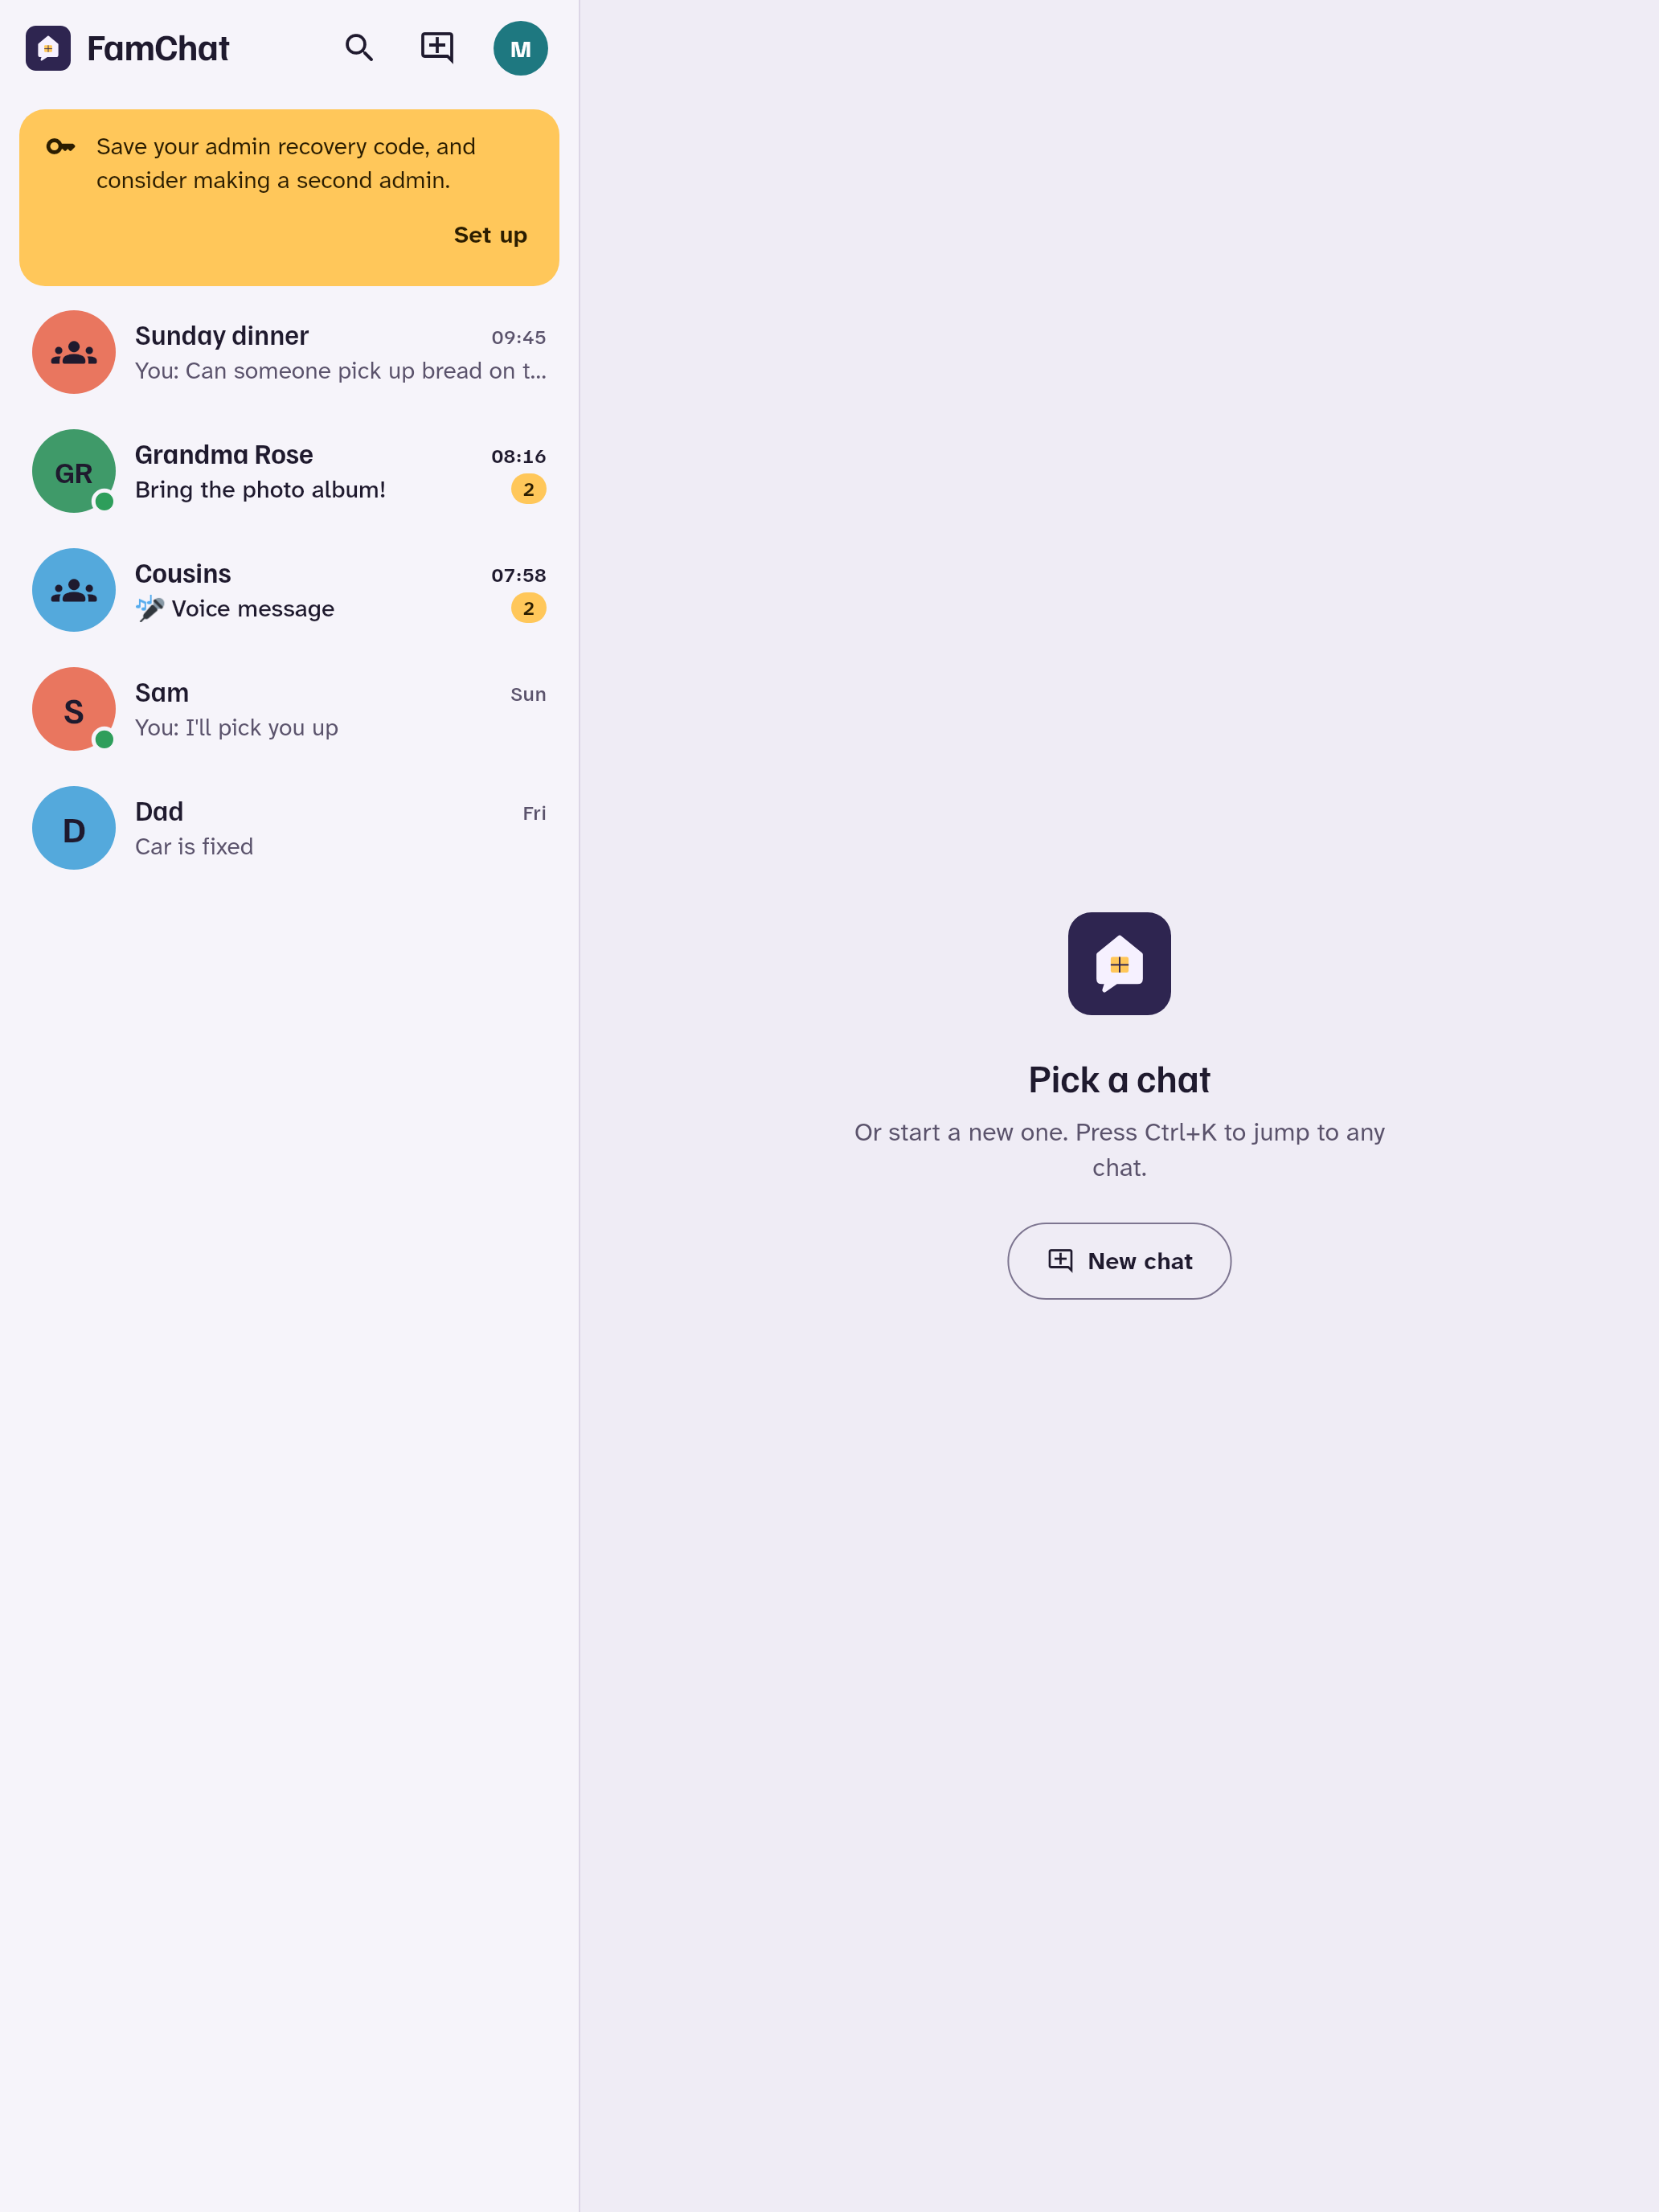 FamChat
M
Save your admin recovery code, and
consider making a second admin.
Set up
Sunday dinner 09:45
You: Can someone pick up bread on t...
GR
Grandma Rose 08:16
Bring the photo album! 2
Cousins 07:58
🎤 Voice message 2
S
Sam Sun
You: I'll pick you up
D
Dad Fri
Car is fixed
Pick a chat
Or start a new one. Press Ctrl+K to jump to any
chat.
New chat